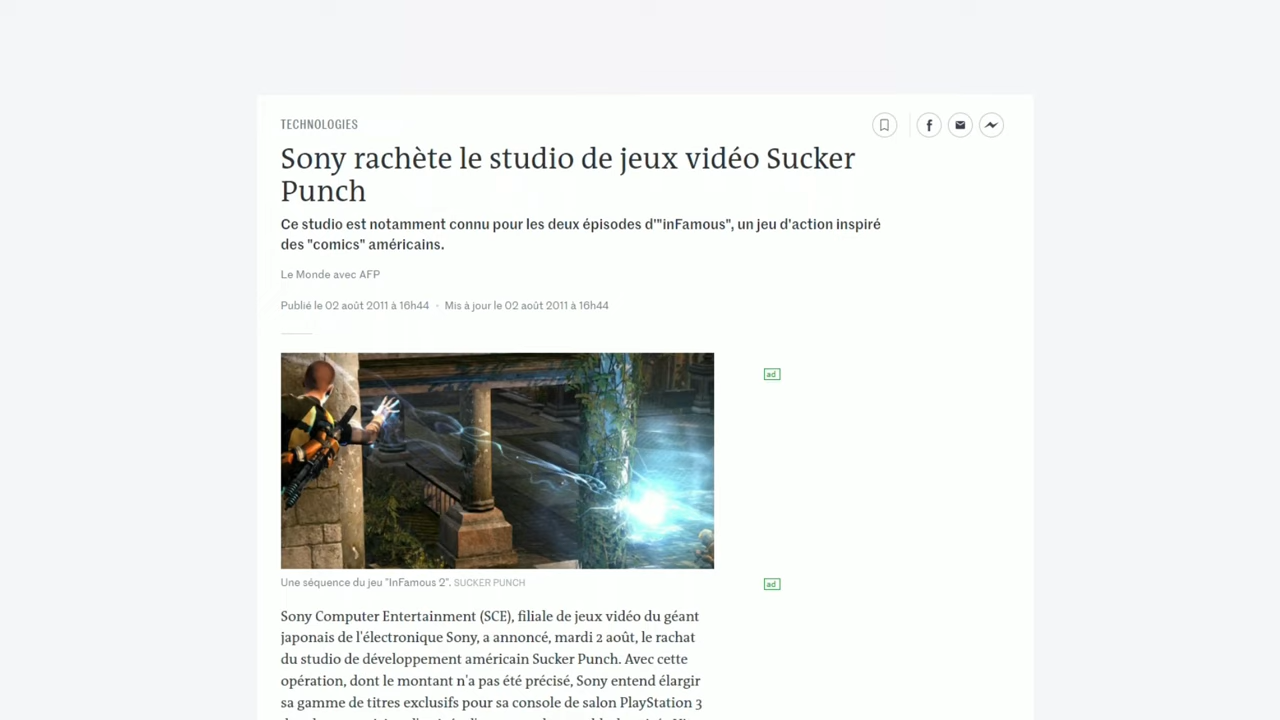 TECHNOLOGIES
Sony rachète le studio de jeux vidéo Sucker
Punch
Ce studio est notamment connu pour les deux épisodes d'"inFamous", un jeu d'action inspiré
des "comics" américains.
Le Monde avec AFP
Publié le 02 août 2011 à 16h44 · Mis à jour le 02 août 2011 à 16h44
ad
Une séquence du jeu "InFamous 2". SUCKER PUNCH
ad
Sony Computer Entertainment (SCE), filiale de jeux vidéo du géant
japonais de l'électronique Sony, a annoncé, mardi 2 août, le rachat
du studio de développement américain Sucker Punch. Avec cette
opération, dont le montant n'a pas été précisé, Sony entend élargir
sa gamme de titres exclusifs pour sa console de salon PlayStation 3